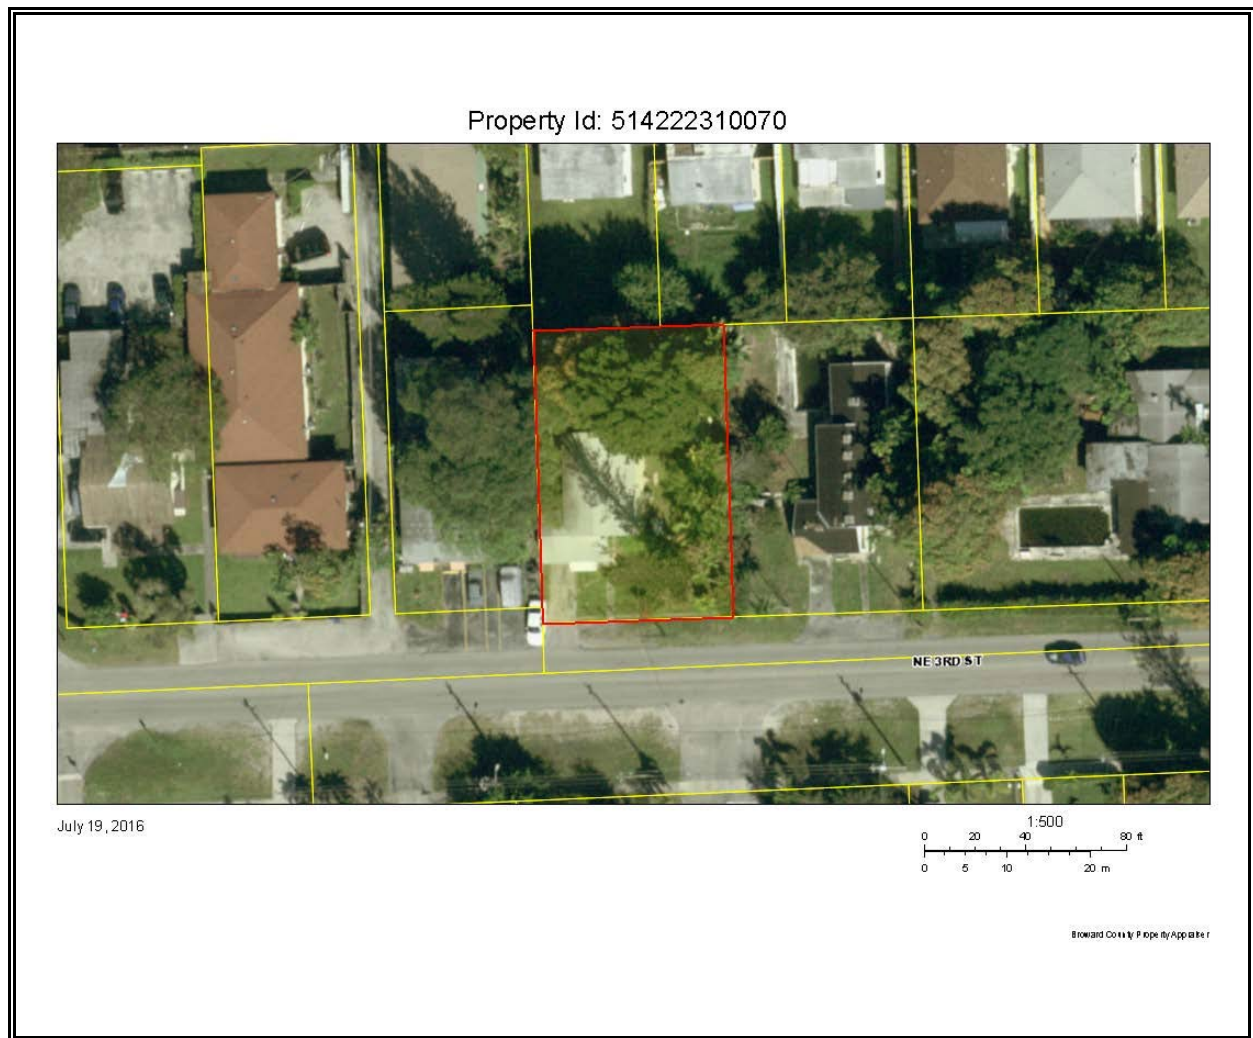 Property Id: 514222310070
NE 3RD ST
July 19, 2016
1:500
0 20 40 80 ft
0 5 10 20 m
Broward County Property Appraiser